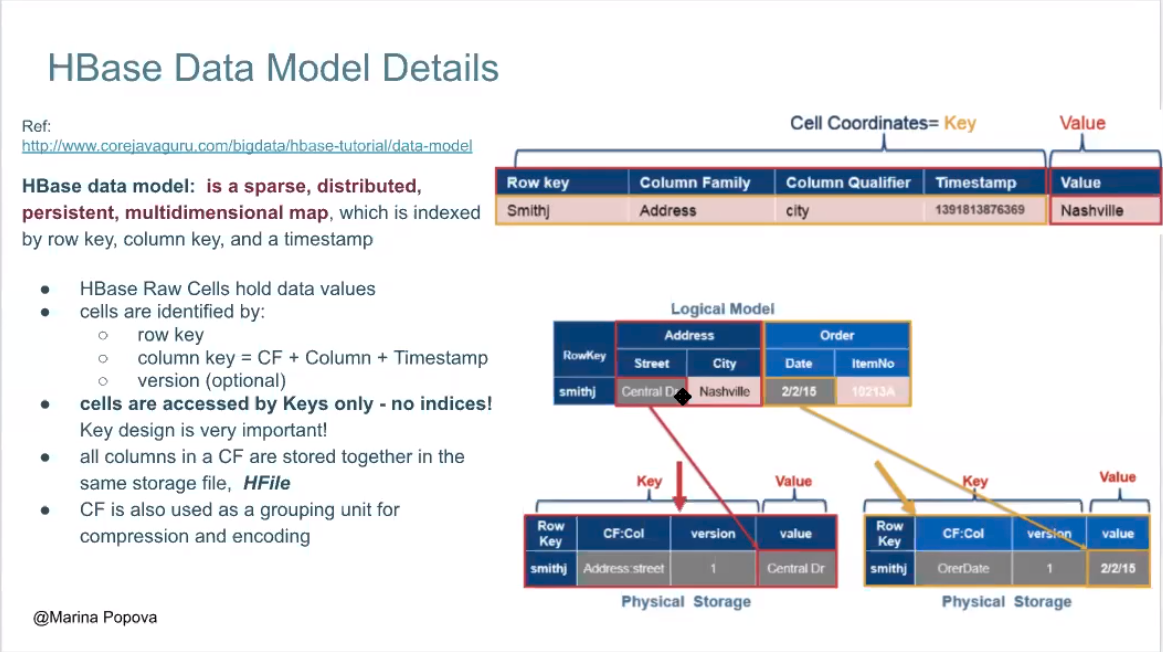 HBase Data Model Details
Ref:
http://www.corejavaguru.com/bigdata/hbase-tutorial/data-model
HBase data model: is a sparse, distributed,
persistent, multidimensional map, which is indexed
by row key, column key, and a timestamp
● HBase Raw Cells hold data values
● cells are identified by:
○ row key
○ column key = CF + Column + Timestamp
○ version (optional)
● cells are accessed by Keys only - no indices!
Key design is very important!
● all columns in a CF are stored together in the
same storage file, HFile
● CF is also used as a grouping unit for
compression and encoding
@Marina Popova
Cell Coordinates= Key Value
Row key Column Family Column Qualifier Timestamp Value
Smithj Address city 1391813876369 Nashville
Logical Model
Address Order
RowKey
Street City Date ItemNo
smithj Central Nashville 2/2/15 10213A
Key Value
Row Key CF:Col version value
smithj Address:street 1 Central Dr
Physical Storage
Key Value
Row Key CF:Col version value
smithj OrerDate 1 2/2/15
Physical Storage